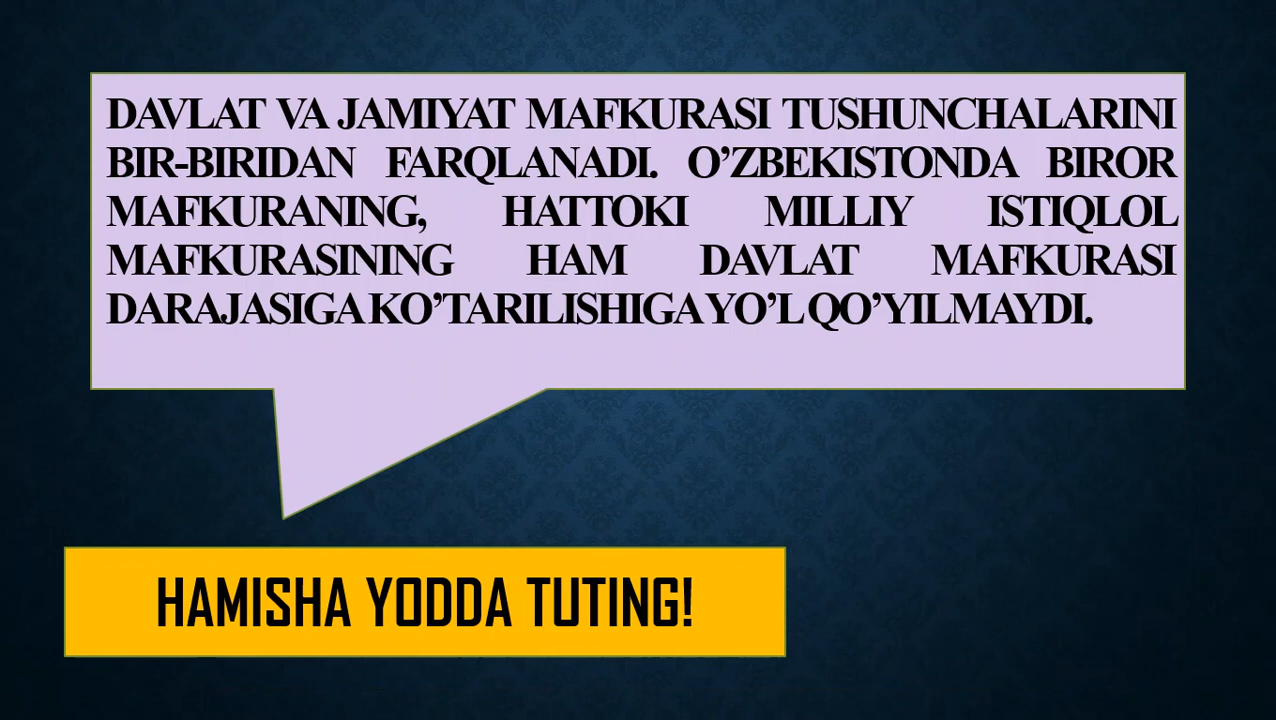 DAVLAT VA JAMIYAT MAFKURASI TUSHUNCHALARINI
BIR-BIRIDAN FARQLANADI. O’ZBEKISTONDA BIROR
MAFKURANING, HATTOKI MILLIY ISTIQLOL
MAFKURASINING HAM DAVLAT MAFKURASI
DARAJASIGA KO’TARILISHIGA YO’L QO’YILMAYDI.
HAMISHA YODDA TUTING!